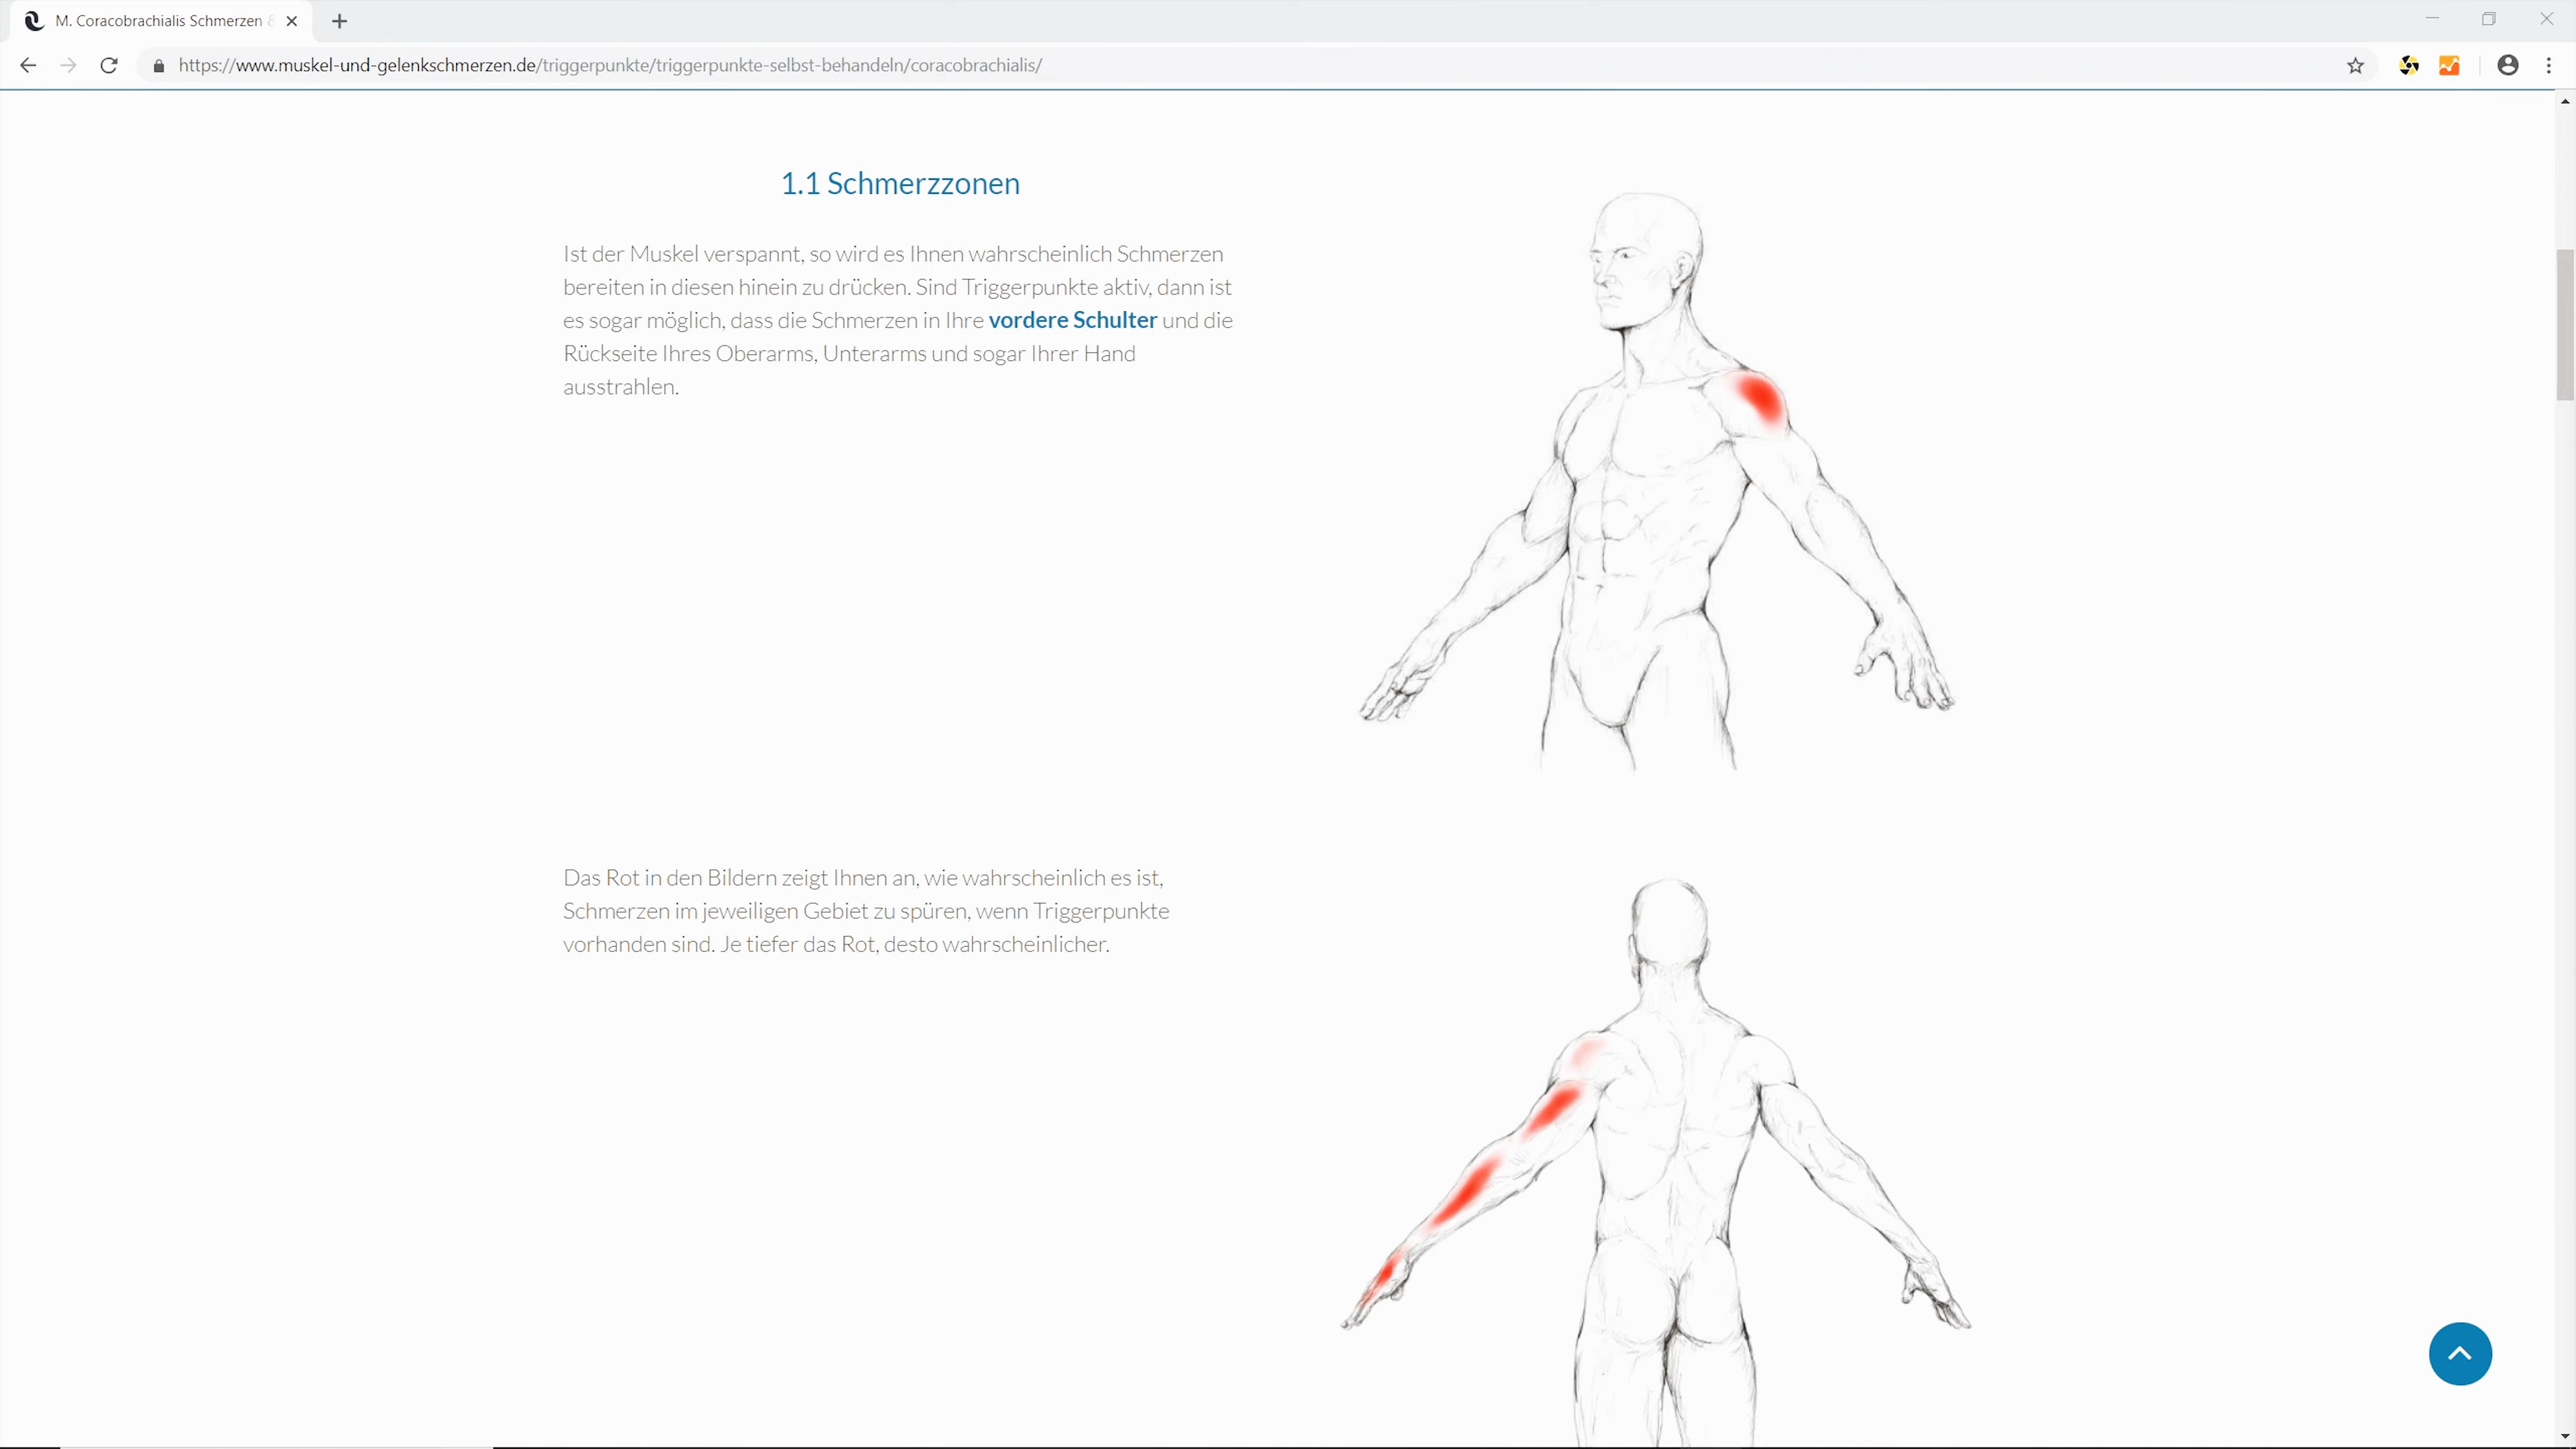 M. Coracobrachialis Schmerzen
https://www.muskel-und-gelenkschmerzen.de/triggerpunkte/triggerpunkte-selbst-behandeln/coracobrachialis/
1.1 Schmerzzonen
Ist der Muskel verspannt, so wird es Ihnen wahrscheinlich Schmerzen
bereiten in diesen hinein zu drücken. Sind Triggerpunkte aktiv, dann ist
es sogar möglich, dass die Schmerzen in Ihre vordere Schulter und die
Rückseite Ihres Oberarms, Unterarms und sogar Ihrer Hand
ausstrahlen.
Das Rot in den Bildern zeigt Ihnen an, wie wahrscheinlich es ist,
Schmerzen im jeweiligen Gebiet zu spüren, wenn Triggerpunkte
vorhanden sind. Je tiefer das Rot, desto wahrscheinlicher.